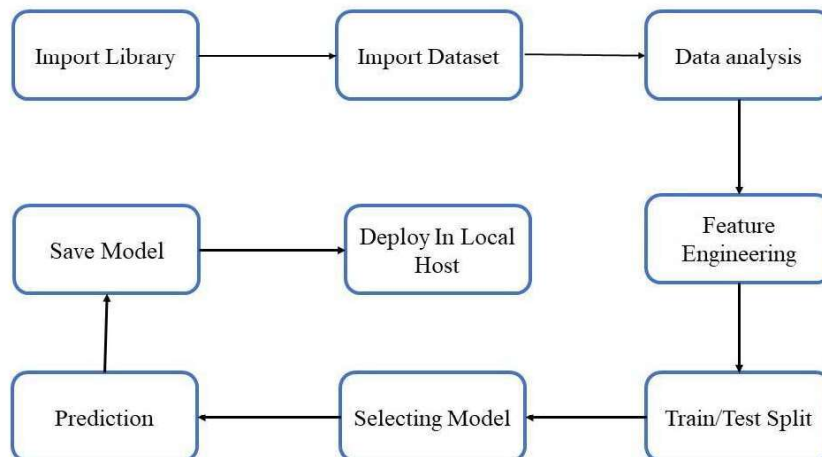 Import Library
Import Dataset
Data analysis
Feature
Engineering
Train/Test Split
Selecting Model
Prediction
Save Model
Deploy In Local
Host